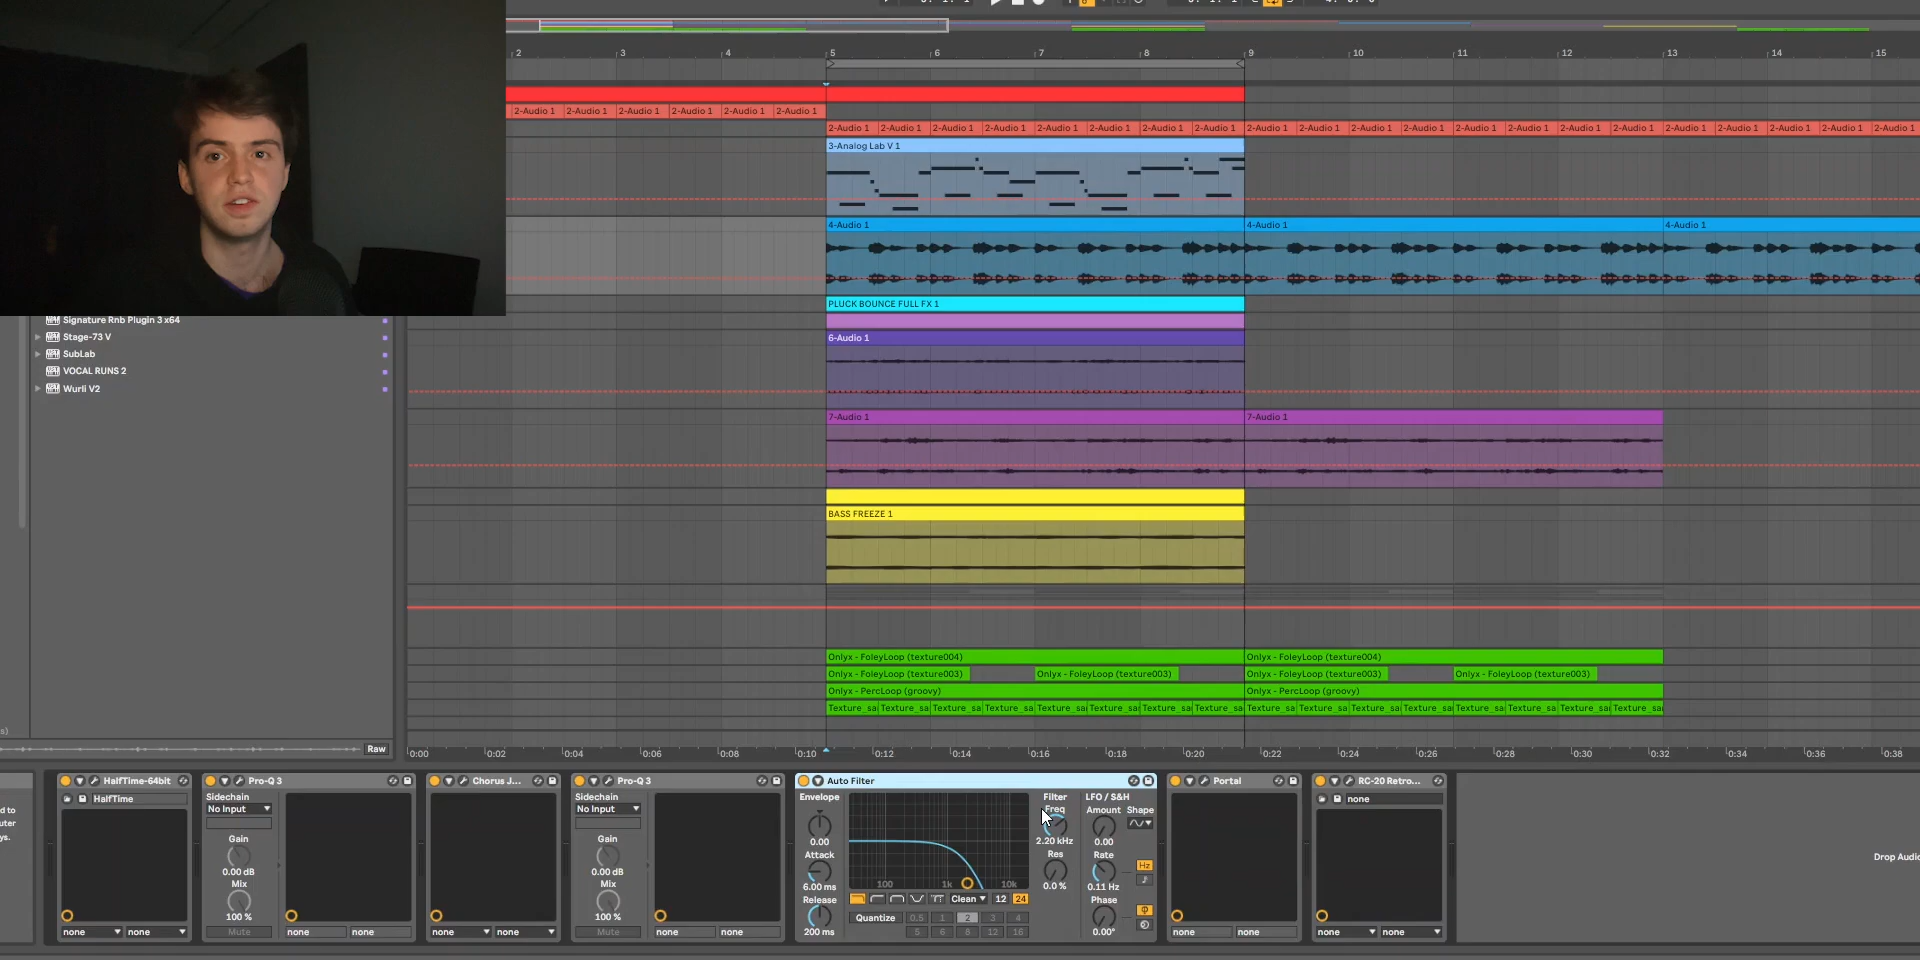 2 3 4 5 6 7 8 9 10 11 12 13 14 15
2-Audio 1 2-Audio 1 2-Audio 1 2-Audio 1 2-Audio 1 2-Audio 1
2-Audio 1 2-Audio 1 2-Audio 1 2-Audio 1 2-Audio 1 2-Audio 1 2-Audio 1 2-Audio 1 2-Audio 1 2-Audio 1 2-Audio 1 2-Audio 1 2-Audio 1 2-Audio 1 2-Audio 1 2-Audio 1 2-Audio 1 2-Audio 1 2-Audio 1 2-Audio 1 2-Audio 1
3-Analog Lab V 1
4-Audio 1 4-Audio 1 4-Audio 1
PLUCK BOUNCE FULL FX 1
Signature Rnb Plugin 3 x64
Stage-73 V
6-Audio 1
SubLab
VOCAL RUNS 2
Wurli V2
7-Audio 1 7-Audio 1
BASS FREEZE 1
Onlyx - FoleyLoop (texture004) Onlyx - FoleyLoop (texture004)
Onlyx - FoleyLoop (texture003) Onlyx - FoleyLoop (texture003) Onlyx - FoleyLoop (texture003) Onlyx - FoleyLoop (texture003)
Onlyx - PercLoop (groovy) Onlyx - PercLoop (groovy)
Texture_sa Texture_sa Texture_sa Texture_sa Texture_sa Texture_sa Texture_sa Texture_sa Texture_sa Texture_sa Texture_sa Texture_sa Texture_sa Texture_sa Texture_sa Texture_sa
s)
Raw
0:00 0:02 0:04 0:06 0:08 0:10 0:12 0:14 0:16 0:18 0:20 0:22 0:24 0:26 0:28 0:30 0:32 0:34 0:36 0:38
HalfTime-64bit Pro-Q 3 Chorus J... Pro-Q 3 Auto Filter Portal RC-20 Retro...
HalfTime Sidechain Sidechain Envelope Filter LFO / S&H none
No Input No Input Freq Amount Shape
0.00 2.20 kHz 0.00
Gain Gain Attack Res Rate Hz
0.00 dB 0.00 dB 6.00 ms 0.0 % 0.11 Hz
Mix Mix Release 100 1k 10k Clean 12 24 Phase
100 % 100 % Quantize 0.5 1 2 3 4
Mute Mute 200 ms 5 6 8 12 16 0.00°
none none none none none none none none none none none none
to
uter
ys.
Drop Audio